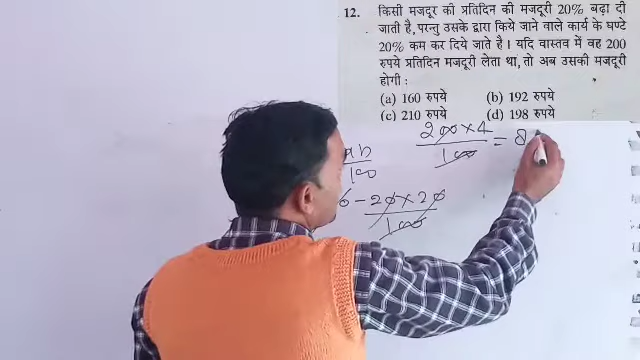 12. किसी मजदूर की प्रतिदिन की मजदूरी 20% बढ़ा दी
जाती है, परन्तु उसके द्वारा किये जाने वाले कार्य के घण्टे
20% कम कर दिये जाते है। यदि वास्तव में वह 200
रुपये प्रतिदिन मजदूरी लेता था, तो अब उसकी मजदूरी
होगी :
(a) 160 रुपये (b) 192 रुपये
(c) 210 रुपये (d) 198 रुपये
200 × 4
100
= 8
ab
100
- 20 × 20
100